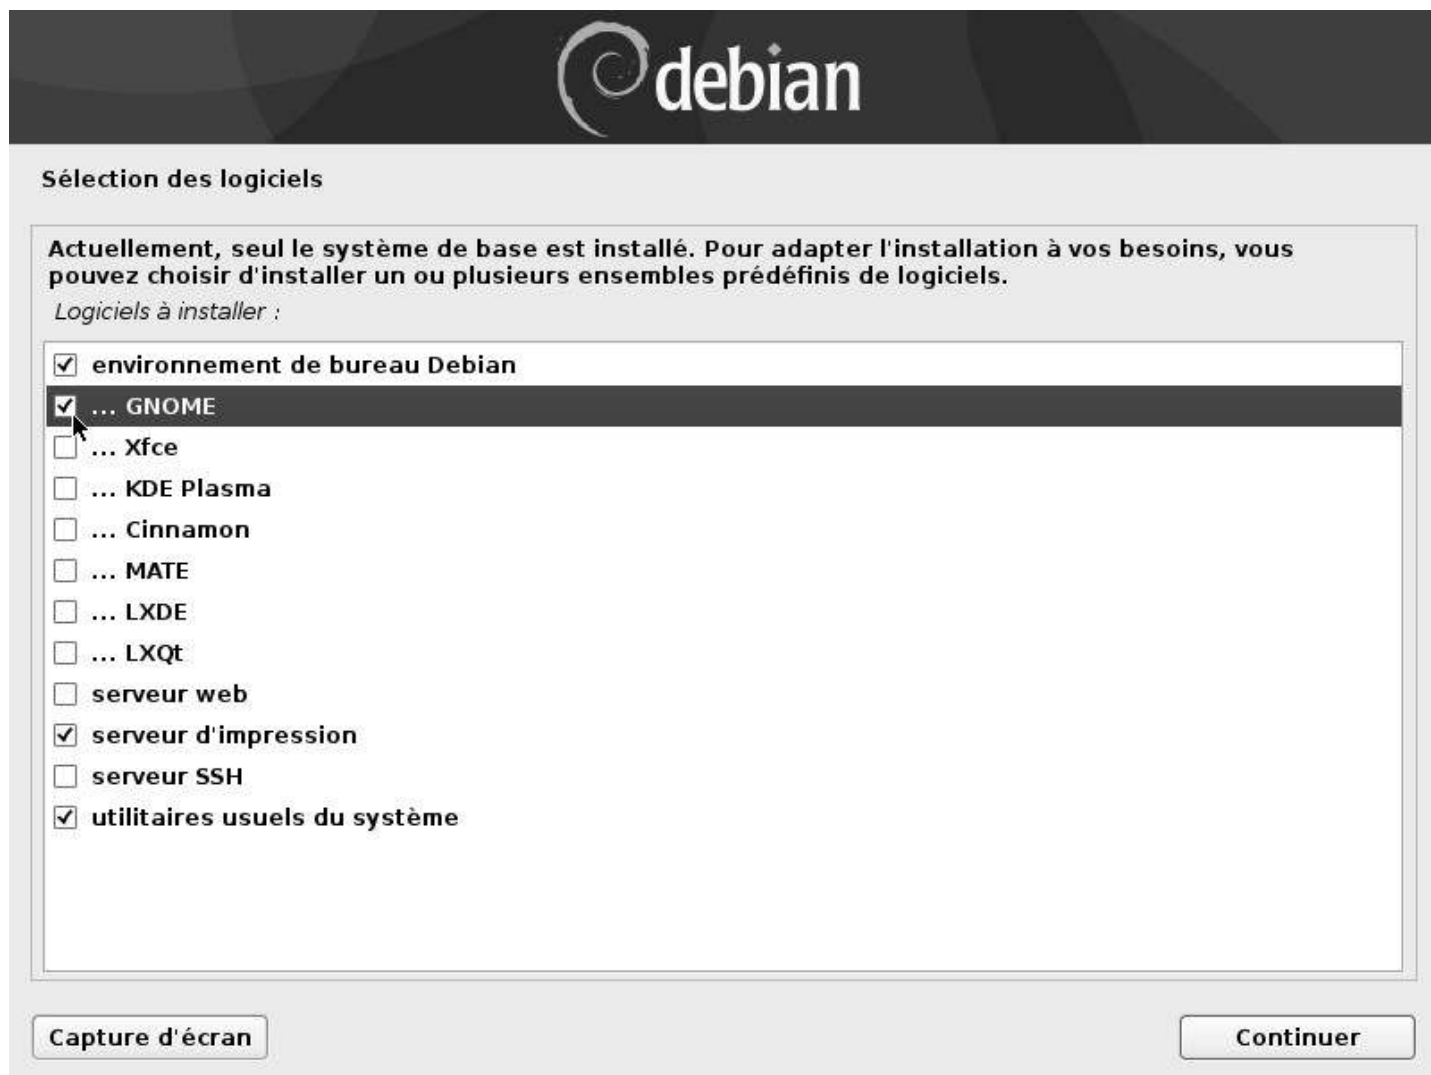 debian
Sélection des logiciels
Actuellement, seul le système de base est installé. Pour adapter l'installation à vos besoins, vous
pouvez choisir d'installer un ou plusieurs ensembles prédéfinis de logiciels.
Logiciels à installer :
environnement de bureau Debian
... GNOME
... Xfce
... KDE Plasma
... Cinnamon
... MATE
... LXDE
... LXQt
serveur web
serveur d'impression
serveur SSH
utilitaires usuels du système
Capture d'écran
Continuer